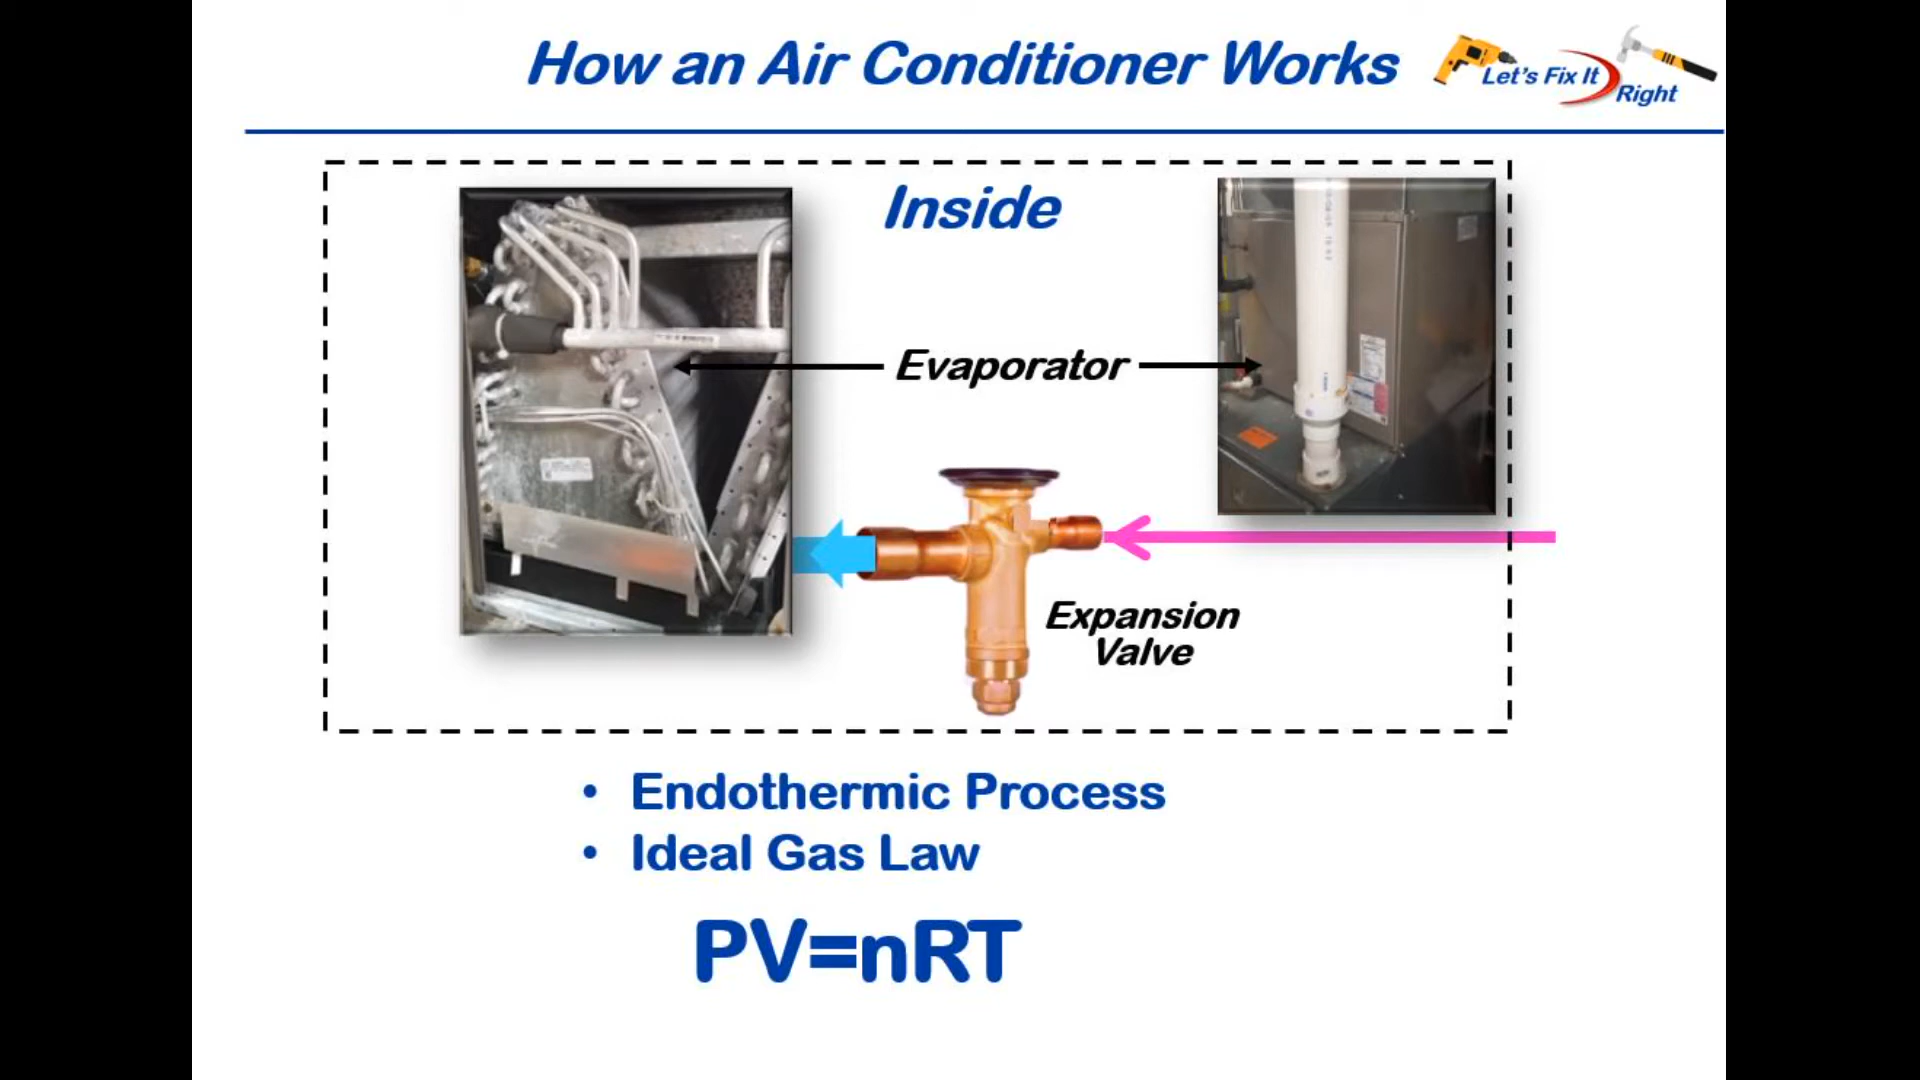 How an Air Conditioner Works
Let's Fix It
Right
Inside
Evaporator
Expansion
Valve
• Endothermic Process
• Ideal Gas Law
PV=nRT